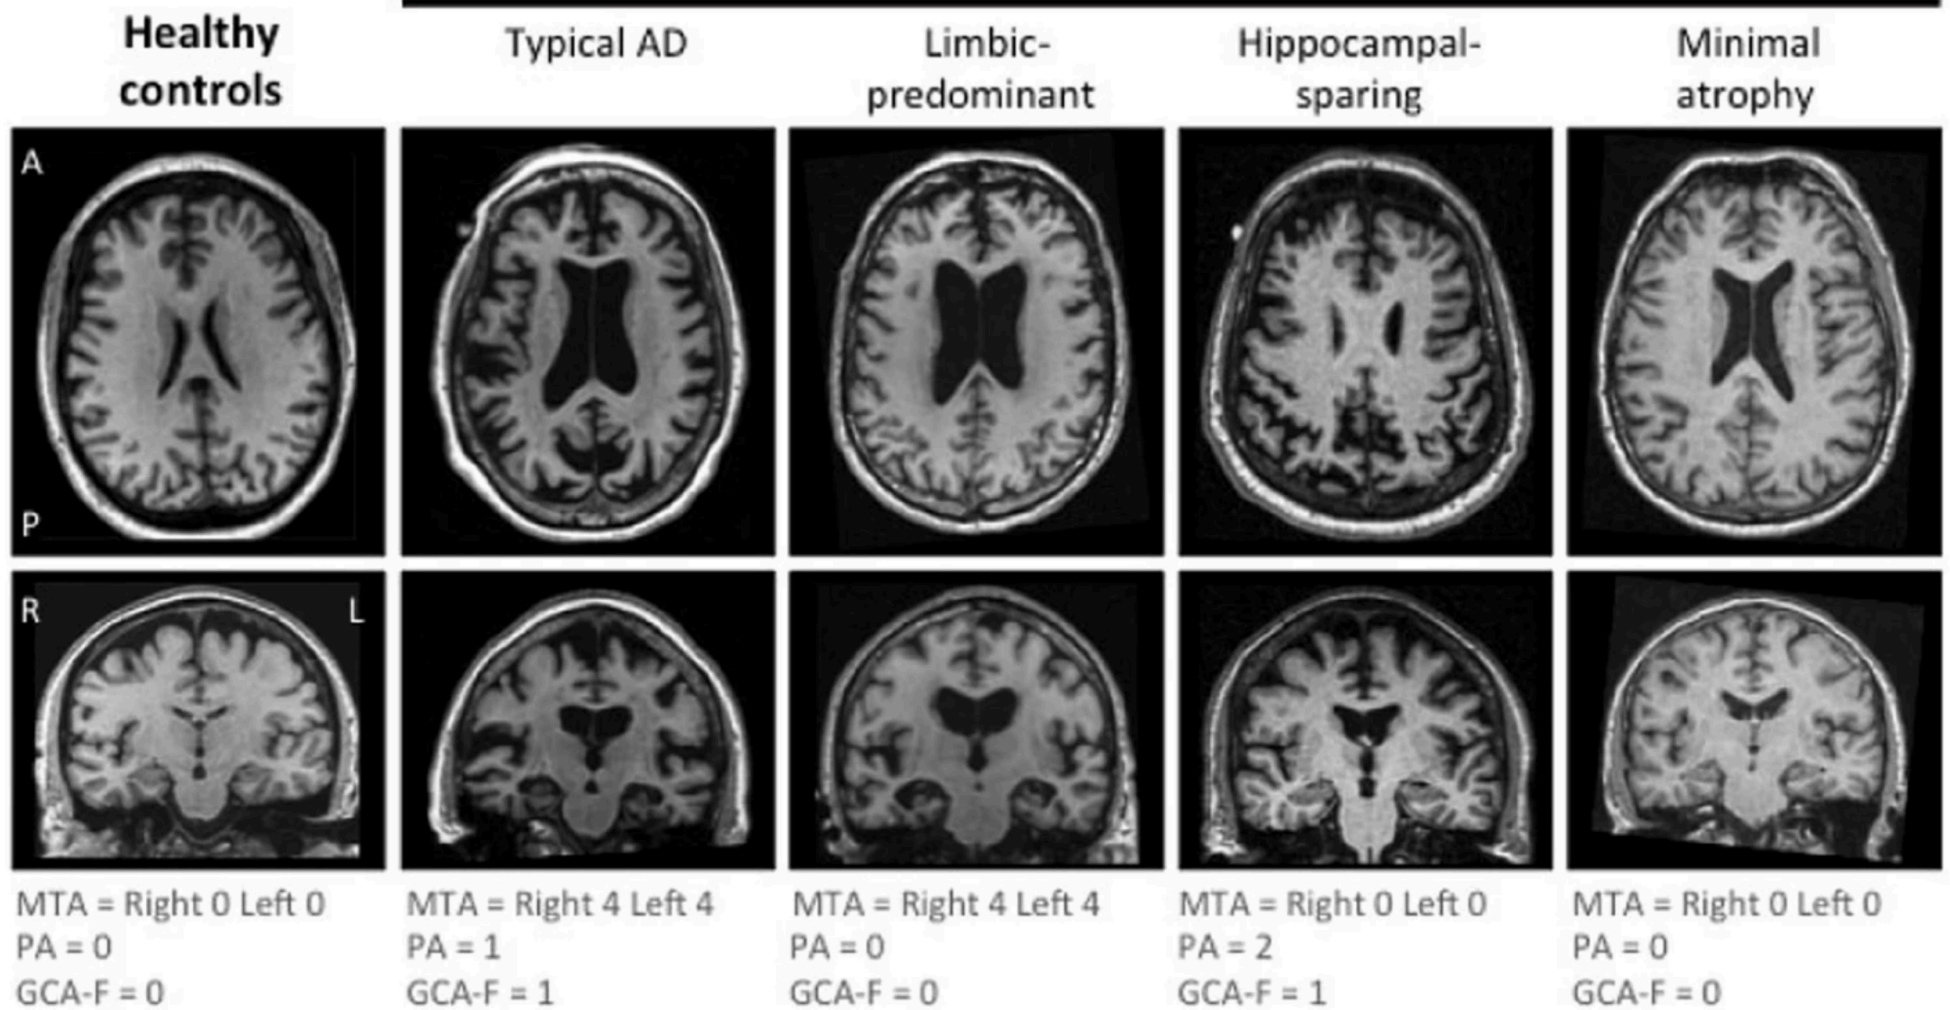 Healthy
controls
Typical AD
Limbic-
predominant
Hippocampal-
sparing
Minimal
atrophy
A
P
R
L
MTA = Right 0 Left 0
PA = 0
GCA-F = 0
MTA = Right 4 Left 4
PA = 1
GCA-F = 1
MTA = Right 4 Left 4
PA = 0
GCA-F = 0
MTA = Right 0 Left 0
PA = 2
GCA-F = 1
MTA = Right 0 Left 0
PA = 0
GCA-F = 0